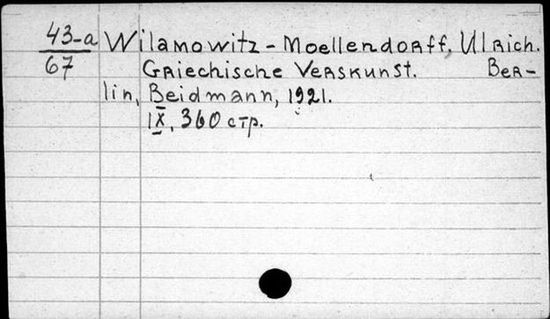 43-a Wilamowitz-Moellendorff, Ulrich.
67 Griechische Verskunst. Ber-
lin, Beidmann, 1921.
IX, 360 стр.